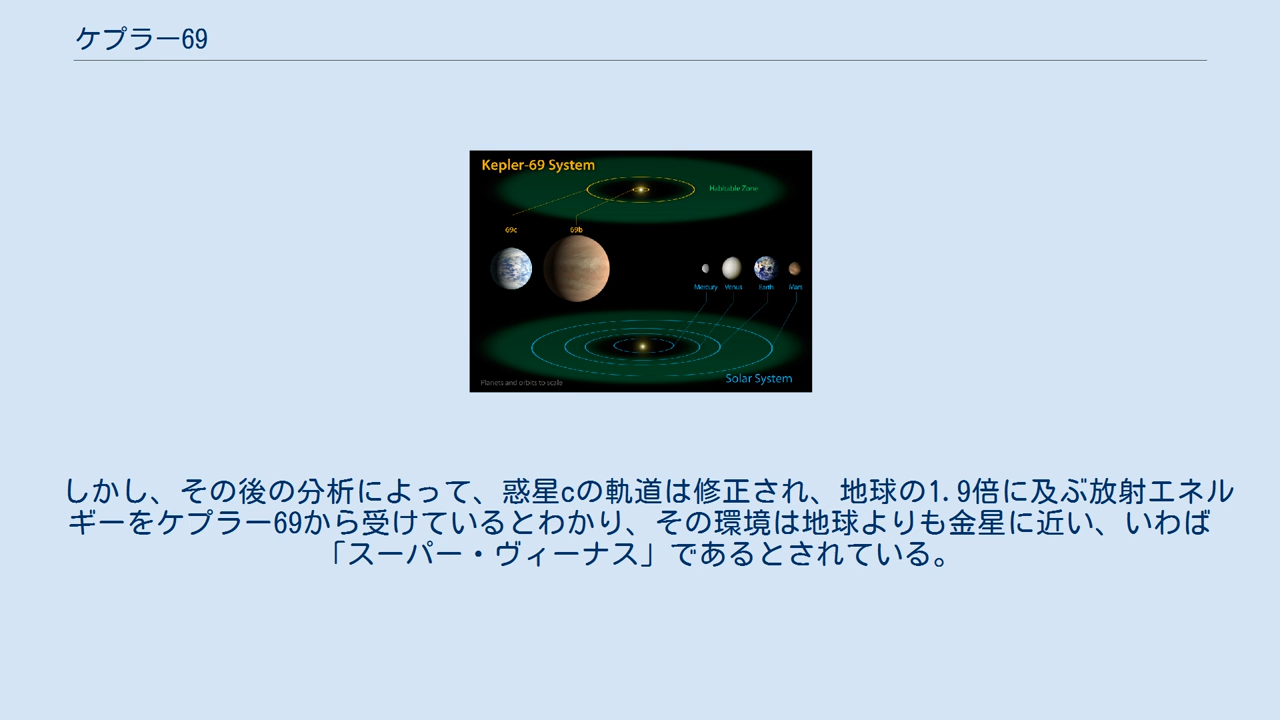 ケプラー69
Kepler-69 System
Habitable Zone
69c
69b
Mercury
Venus
Earth
Mars
Solar System
Planets and orbits to scale
しかし、その後の分析によって、惑星cの軌道は修正され、地球の1.9倍に及ぶ放射エネル
ギーをケプラー69から受けているとわかり、その環境は地球よりも金星に近い、いわば
「スーパー・ヴィーナス」であるとされている。